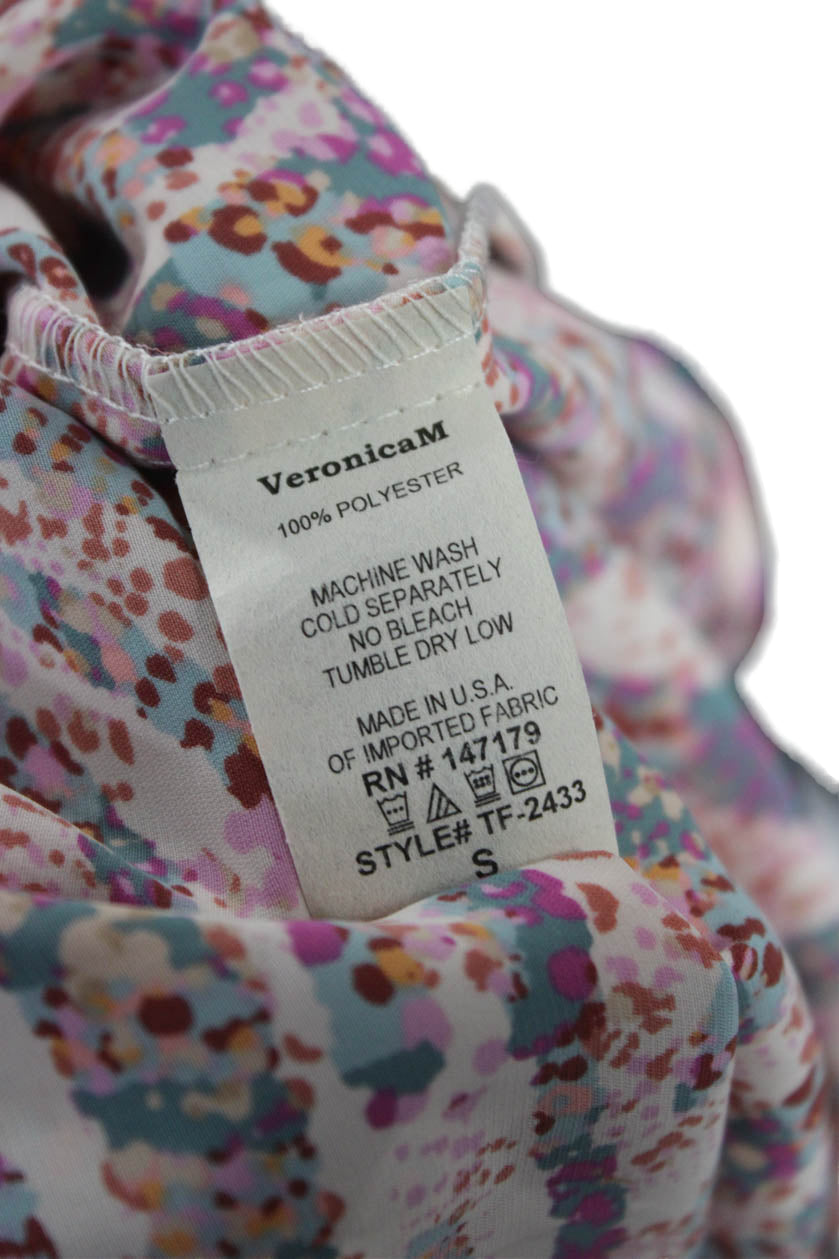 VeronicaM
100% POLYESTER
MACHINE WASH
COLD SEPARATELY
NO BLEACH
TUMBLE DRY LOW
MADE IN U.S.A.
OF IMPORTED FABRIC
RN # 147179
STYLE# TF-2433
S